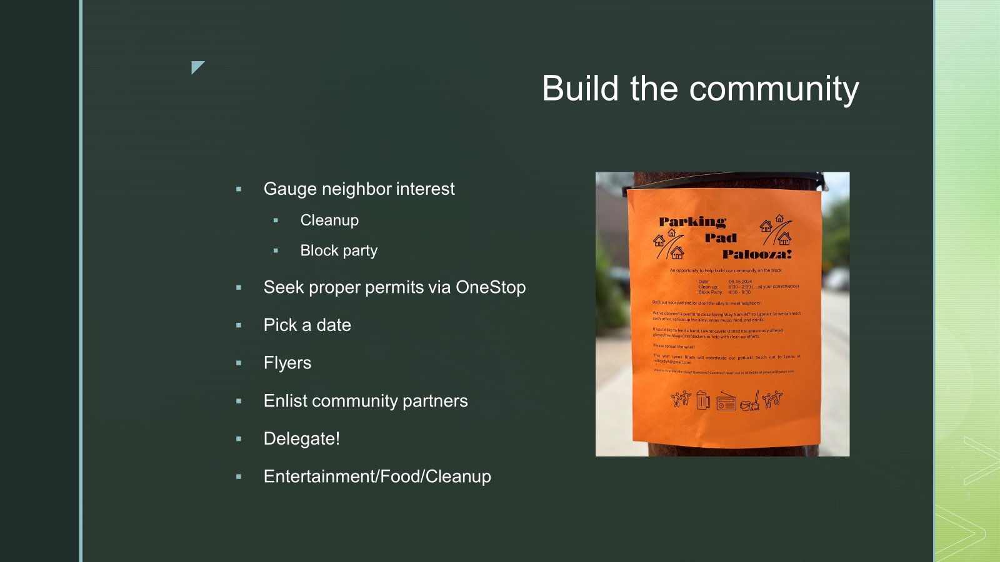 Build the community
Gauge neighbor interest
Cleanup
Block party
Seek proper permits via OneStop
Pick a date
Flyers
Enlist community partners
Delegate!
Entertainment/Food/Cleanup
Parking
Pad
Palooza!
An opportunity to help build our community on the block
Date: 06.15.2024
Clean up: 9:00 - 2:00 (...at your convenience)
Block Party: 4:30 - 9:30
Deck out your pad and/or stroll the alley to meet neighbors!
We've obtained a permit to close Spring Way from 34th to Ligonier, so we can meet
each other, spruce up the alley, enjoy music, food, and drinks.
If you'd like to lend a hand, Lawrenceville United has generously offered
gloves/trashbags/trashpickers to help with clean up efforts.
Please spread the word!
This year Lynne Brady will coordinate our potluck! Reach out to Lynne at
mlbrady4@gmail.com
Want to help plan the thing? Questions? Concerns? Reach out to Jill Boldin at